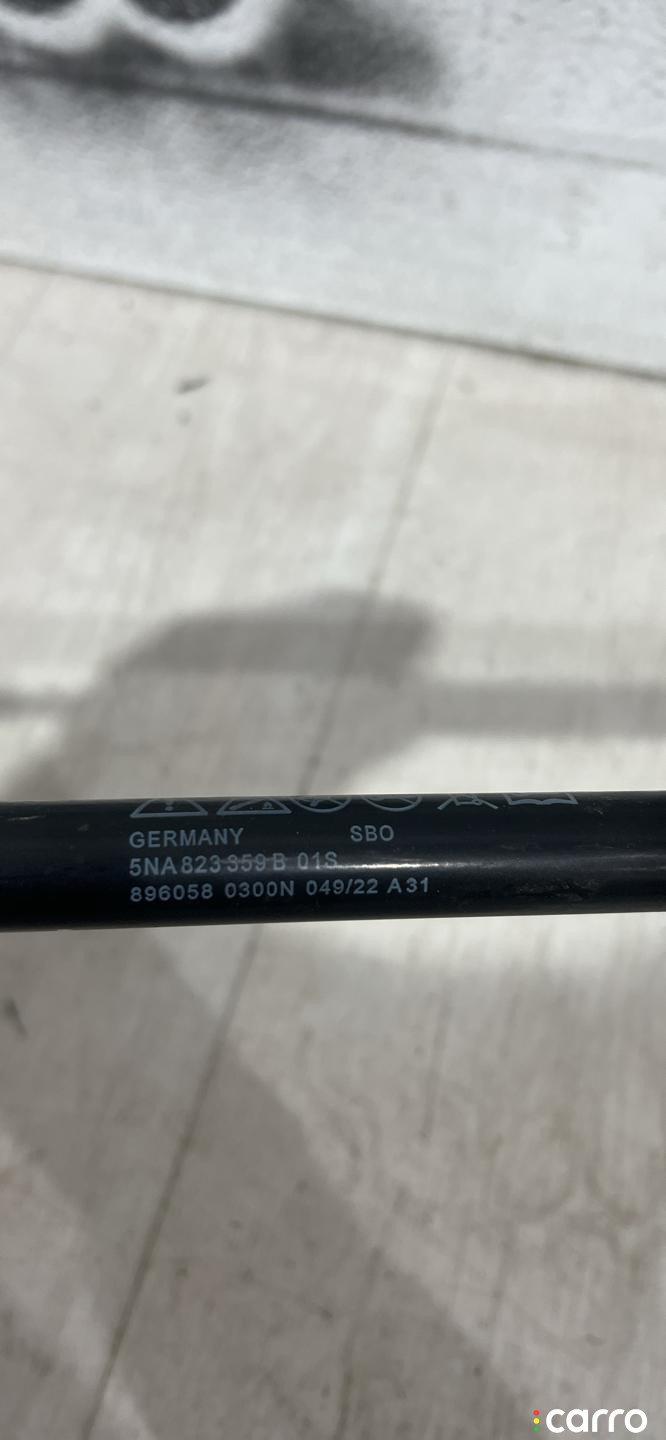 GERMANY SBO
5NA 823 359 B 01S
896058 0300N 049/22 A31
carro